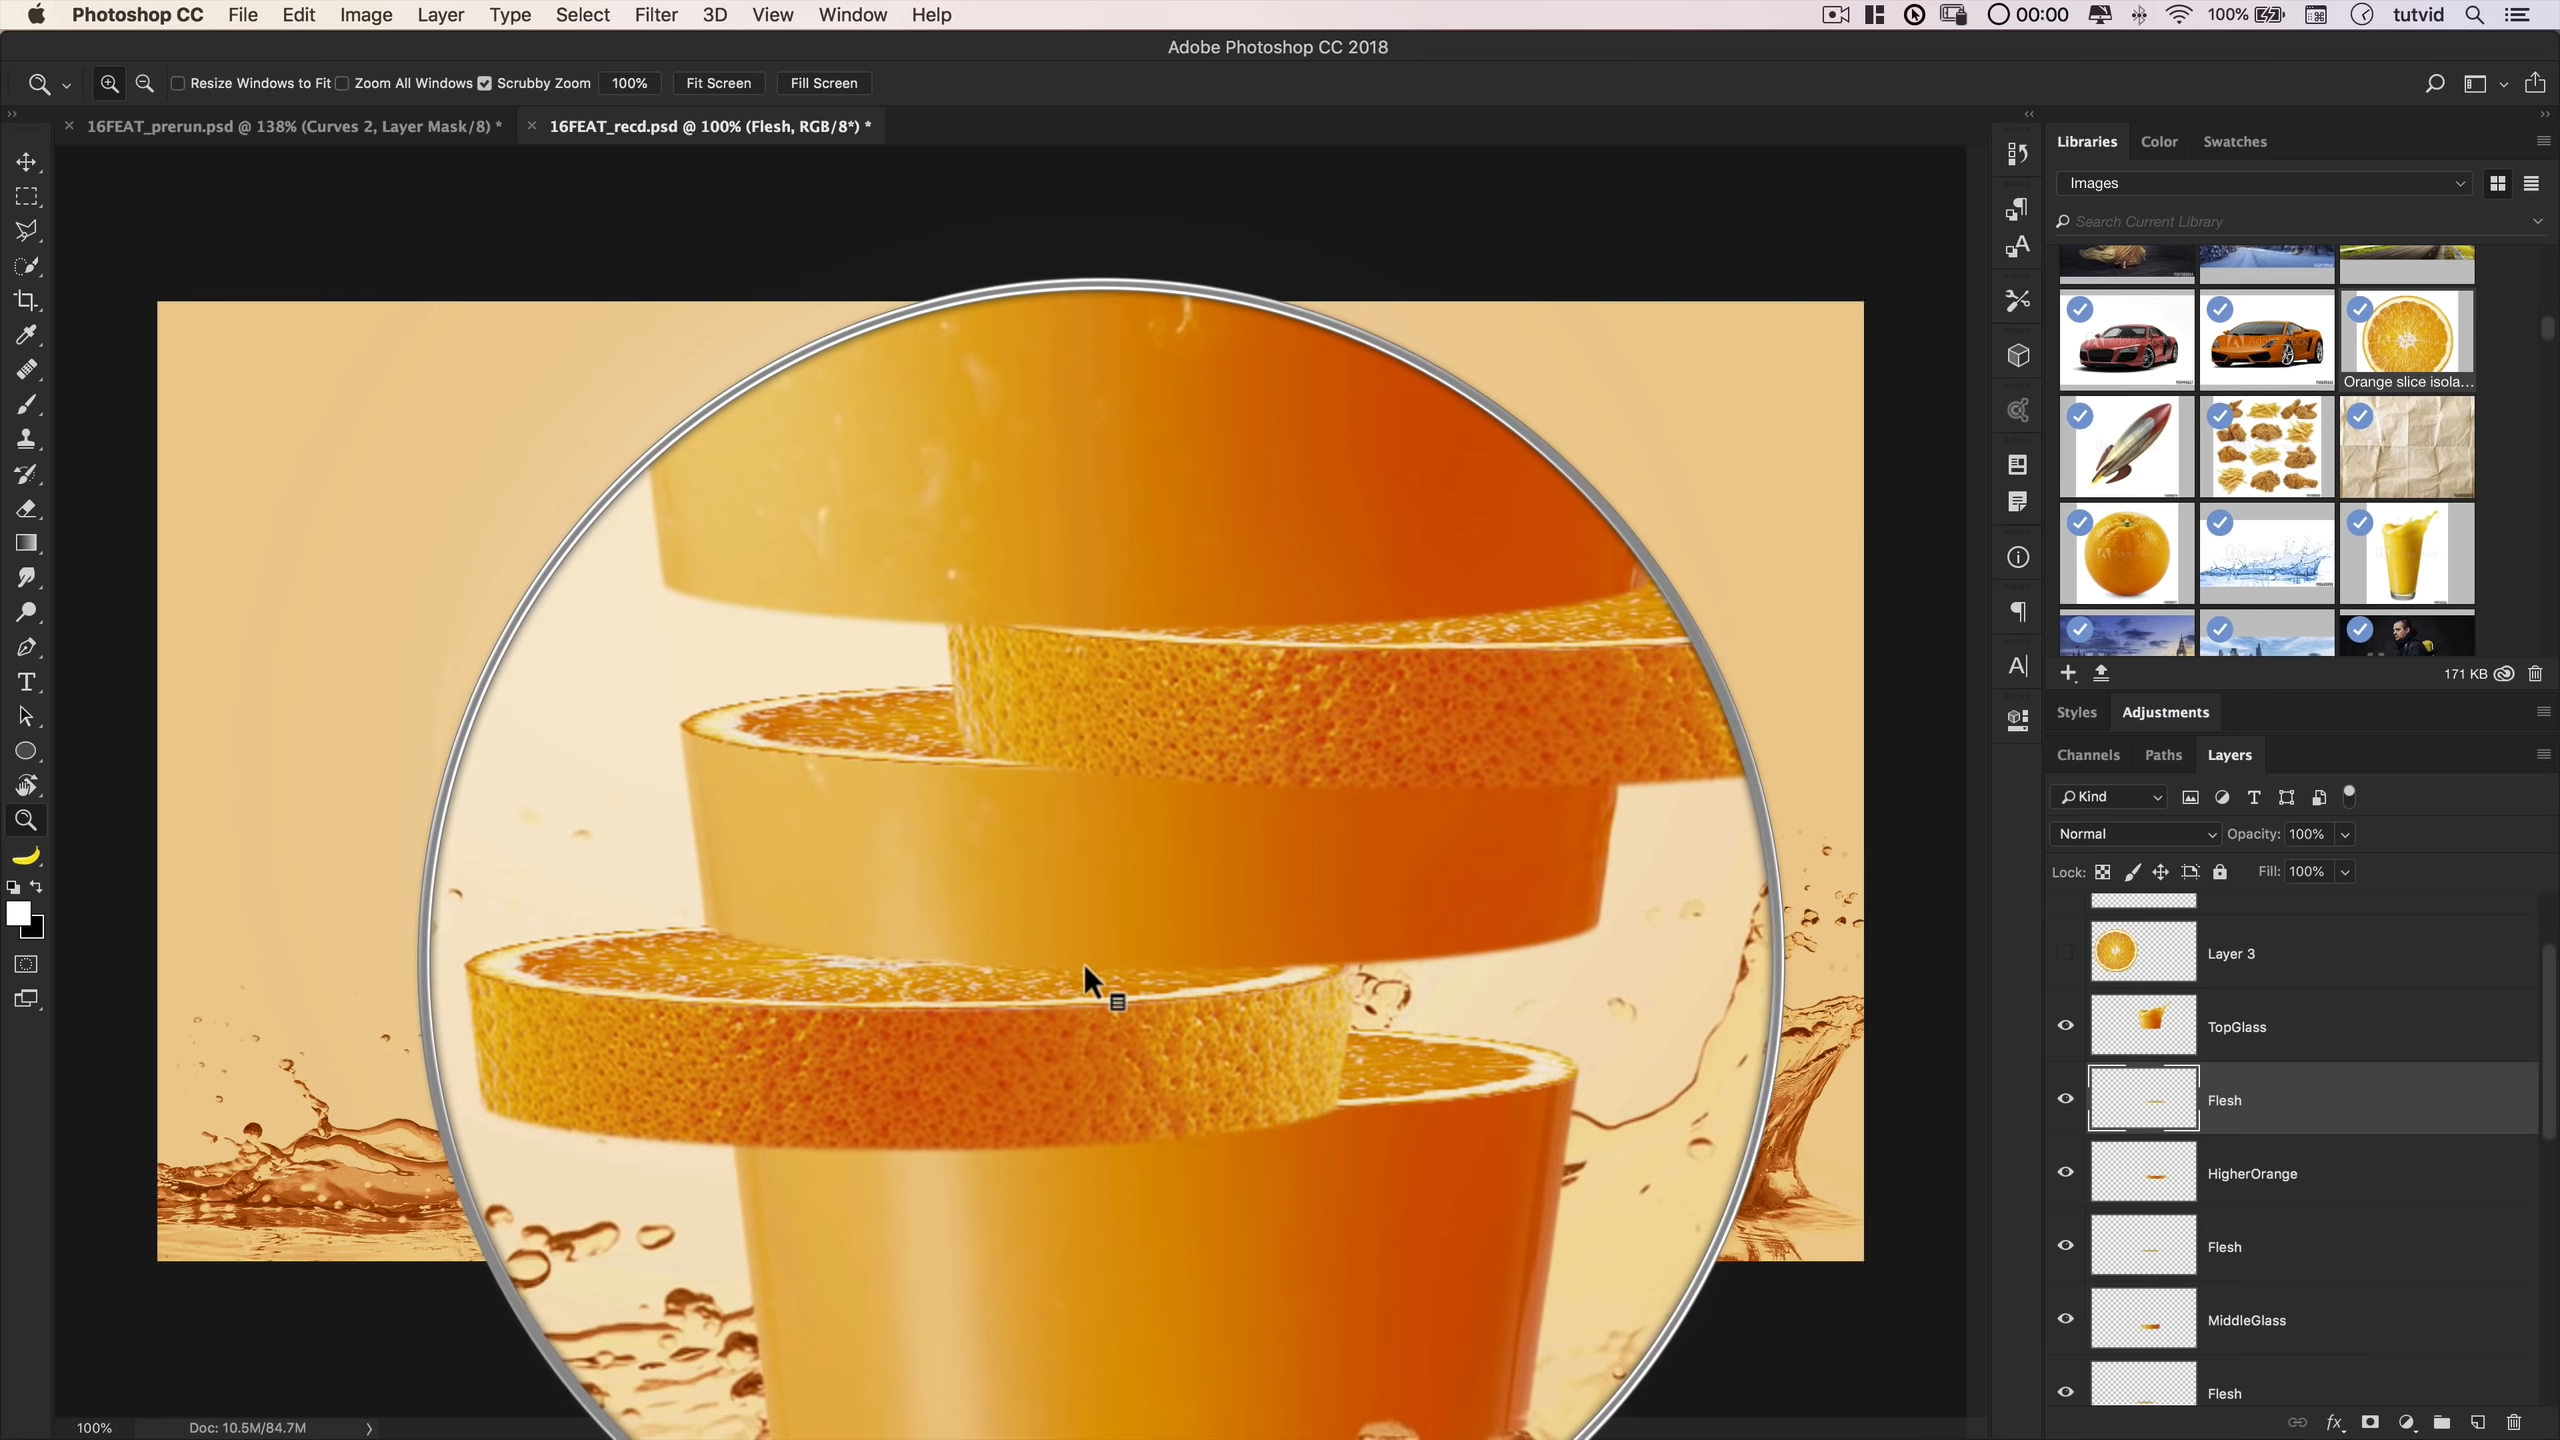 Photoshop CC File Edit Image Layer Type Select Filter 3D View Window Help 00:00 100% tutvid
Adobe Photoshop CC 2018
Resize Windows to Fit Zoom All Windows Scrubby Zoom 100% Fit Screen Fill Screen
16FEAT_prerun.psd @ 138% (Curves 2, Layer Mask/8) * 16FEAT_recd.psd @ 100% (Flesh, RGB/8*) *
Libraries Color Swatches
Images
Search Current Library
Orange slice isola...
171 KB
Styles Adjustments
Channels Paths Layers
Kind
Normal Opacity: 100%
Lock: Fill: 100%
Layer 3
TopGlass
Flesh
HigherOrange
Flesh
MiddleGlass
Flesh
100% Doc: 10.5M/84.7M